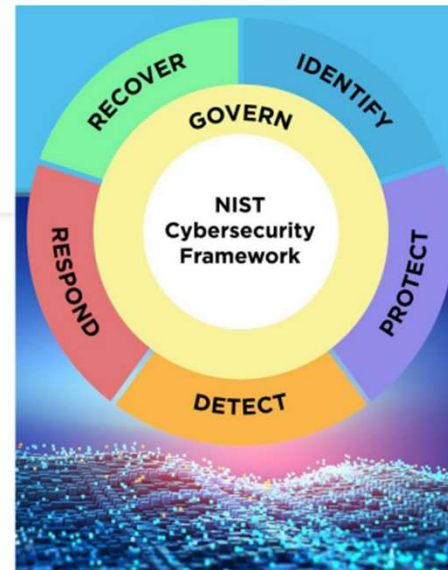 RECOVER
IDENTIFY
GOVERN
NIST
Cybersecurity
Framework
RESPOND
PROTECT
DETECT